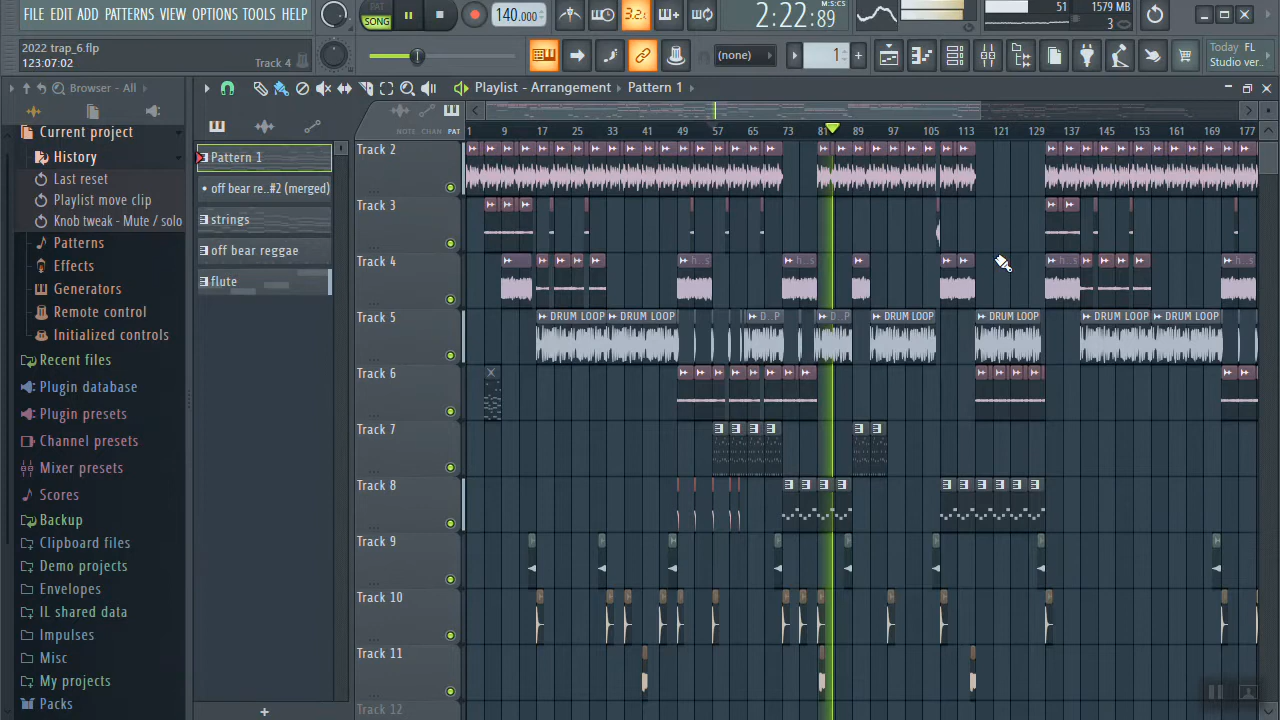 FILE EDIT ADD PATTERNS VIEW OPTIONS TOOLS HELP
PAT
SONG
140.000
3.2.
2:22:89
M:S:CS
51
1579 MB
3
2022 trap_6.flp
123:07:02
Track 4
(none)
1
Today FL
Studio ver..
Browser - All
Playlist - Arrangement Pattern 1
NOTE CHAN PAT
1 9 17 25 33 41 49 57 65 73 81 89 97 105 113 121 129 137 145 153 161 169 177
Current project
History
Last reset
Playlist move clip
Knob tweak - Mute / solo
Patterns
Effects
Generators
Remote control
Initialized controls
Recent files
Plugin database
Plugin presets
Channel presets
Mixer presets
Scores
Backup
Clipboard files
Demo projects
Envelopes
IL shared data
Impulses
Misc
My projects
Packs
Pattern 1
off bear re..#2 (merged)
strings
off bear reggae
flute
Track 2
Track 3
Track 4
h..s
h..s
h..s
h..s
Track 5
DRUM LOOP DRUM LOOP D..P D..P DRUM LOOP DRUM LOOP DRUM LOOP DRUM LOOP
Track 6
Track 7
Track 8
Track 9
Track 10
Track 11
Track 12